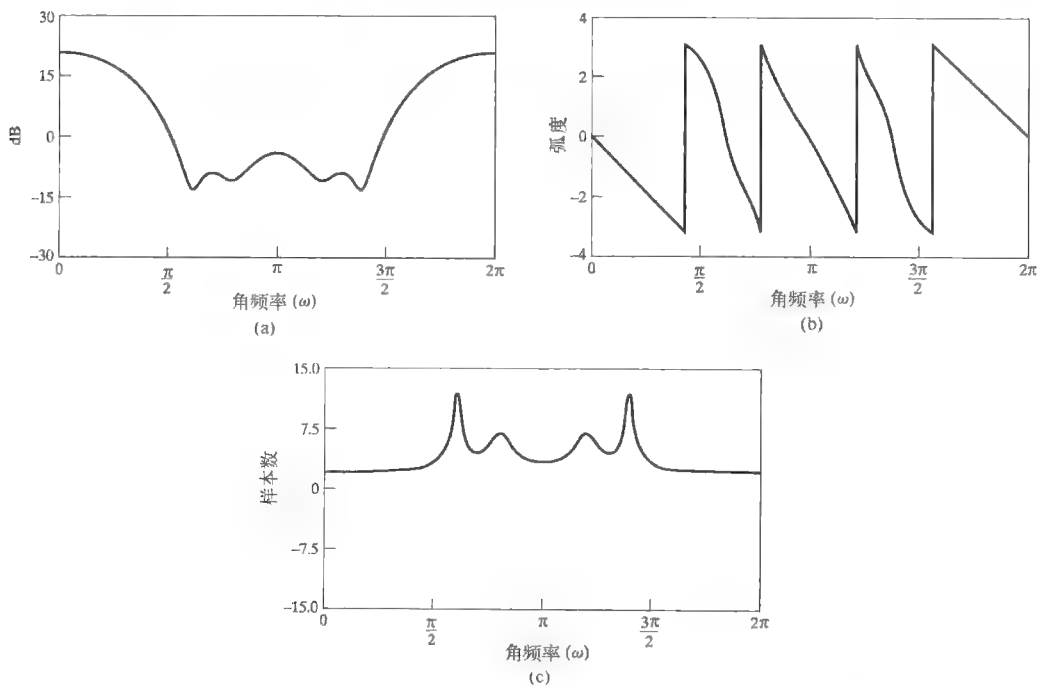 30
15
0
-15
-30
dB
0
π/2
π
3π/2
2π
角频率 (ω)
(a)
4
2
0
-2
-4
弧度
0
π/2
π
3π/2
2π
角频率 (ω)
(b)
15.0
7.5
0
-7.5
-15.0
样本数
0
π/2
π
3π/2
2π
角频率 (ω)
(c)